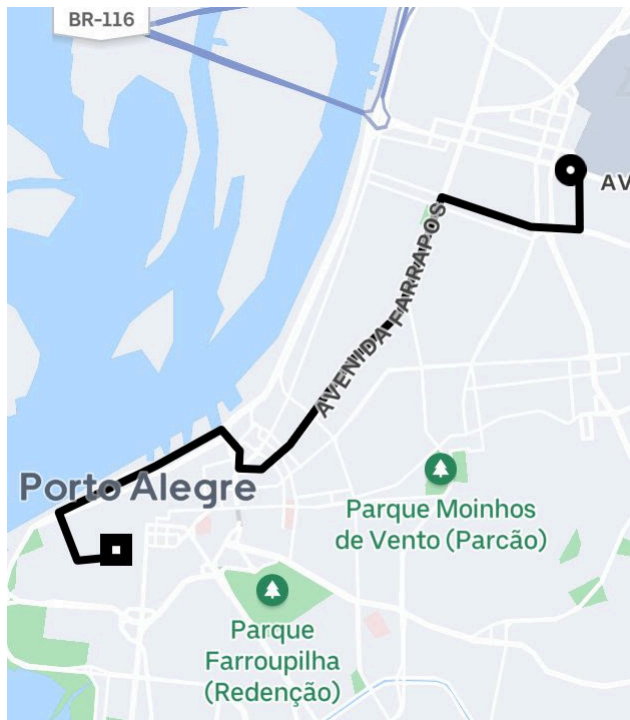 BR-116
AV
AVENIDA FARRAPOS
Porto Alegre
Parque Moinhos
de Vento (Parcão)
Parque
Farroupilha
(Redenção)